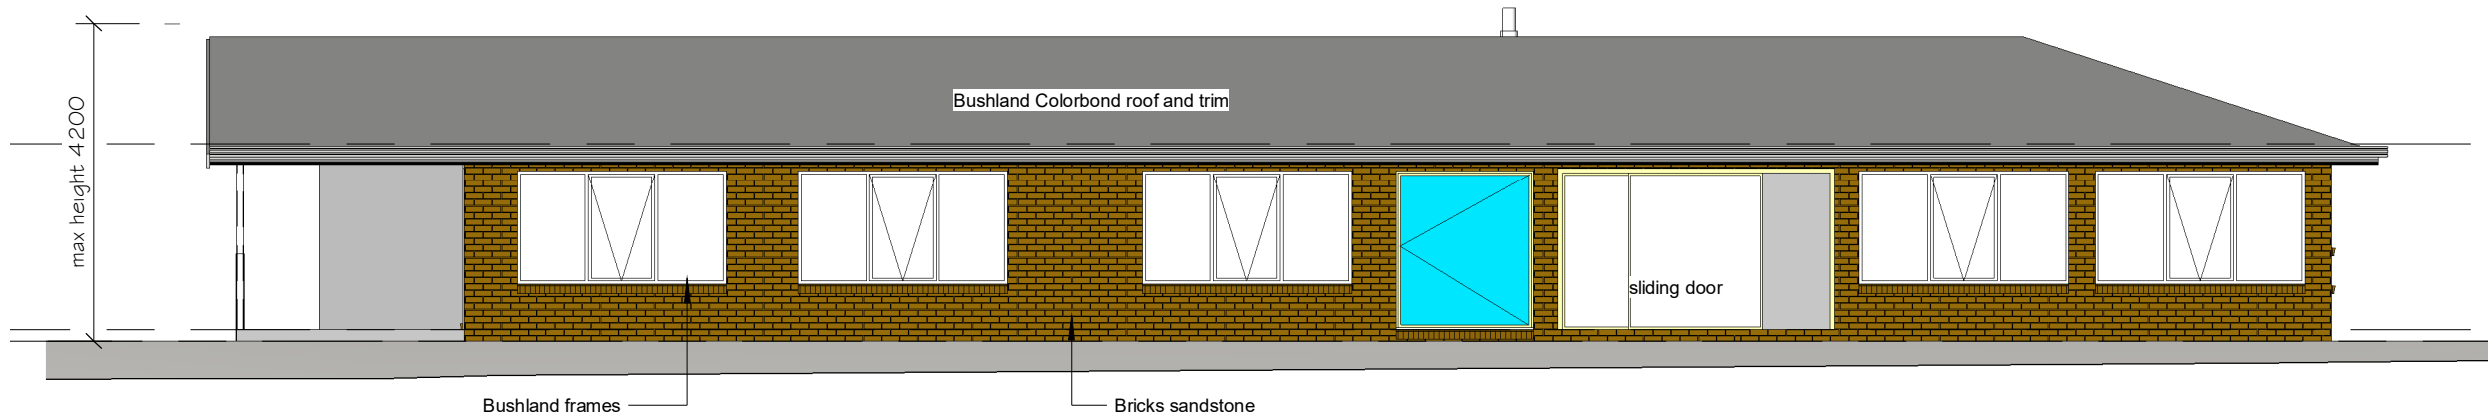 max height 4200
Bushland Colorbond roof and trim
sliding door
Bushland frames
Bricks sandstone